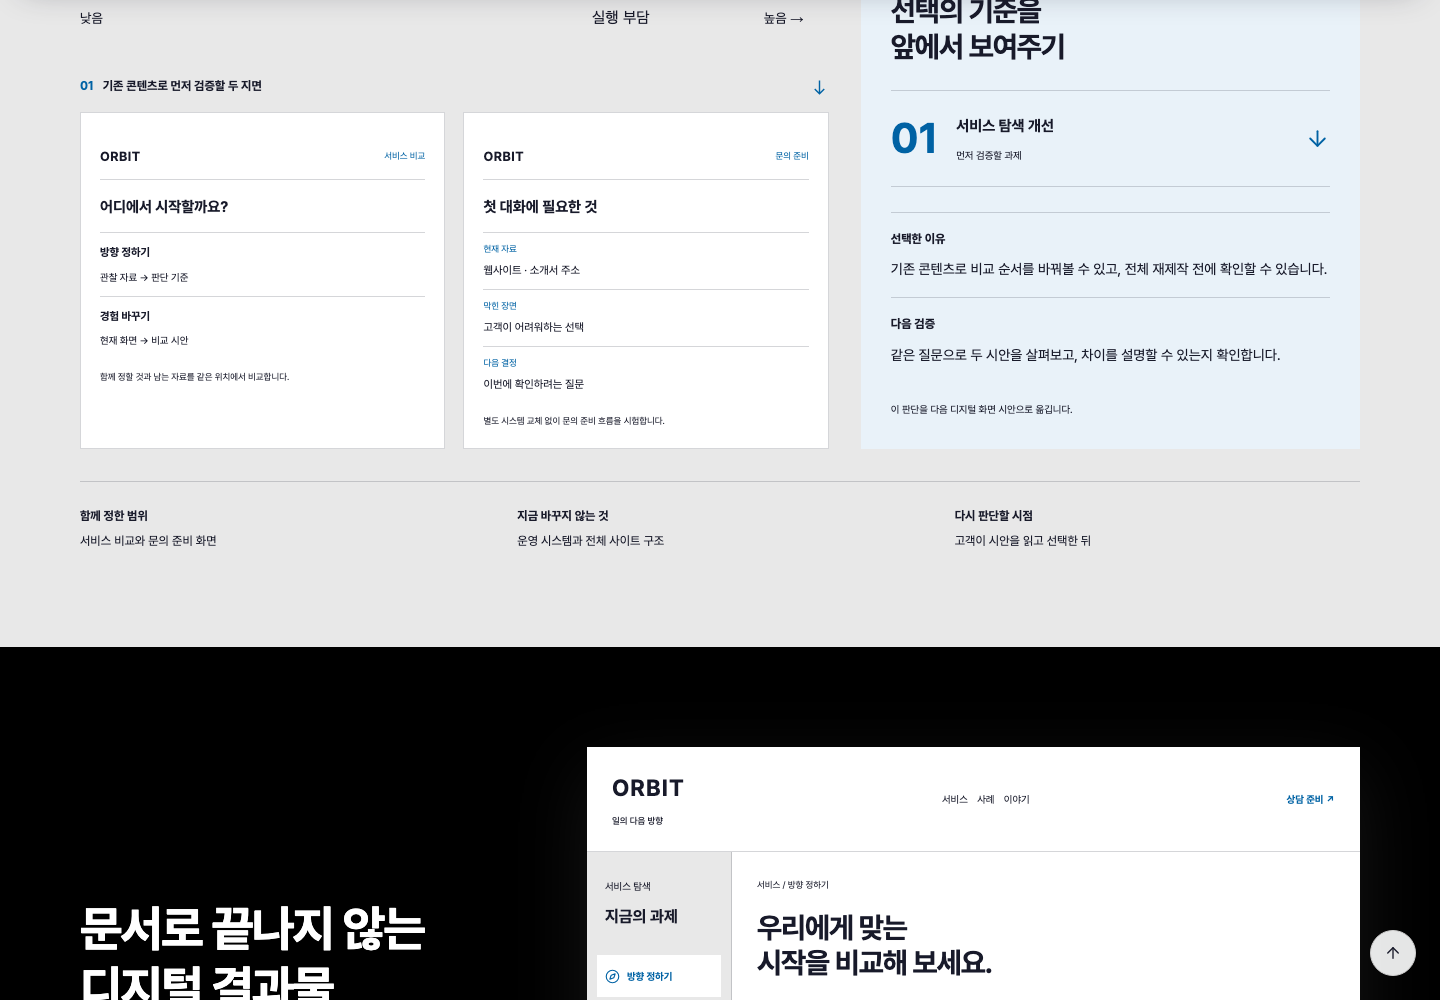 낮음
실행 부담
높음 →
01 기존 콘텐츠로 먼저 검증할 두 지면
ORBIT
서비스 비교
어디에서 시작할까요?
방향 정하기
관찰 자료 → 판단 기준
경험 바꾸기
현재 화면 → 비교 시안
함께 정할 것과 남는 자료를 같은 위치에서 비교합니다.
ORBIT
문의 준비
첫 대화에 필요한 것
현재 자료
웹사이트 · 소개서 주소
막힌 장면
고객이 어려워하는 선택
다음 결정
이번에 확인하려는 질문
별도 시스템 교체 없이 문의 준비 흐름을 시험합니다.
선택의 기준을
앞에서 보여주기
01
서비스 탐색 개선
먼저 검증할 과제
선택한 이유
기존 콘텐츠로 비교 순서를 바꿔볼 수 있고, 전체 재제작 전에 확인할 수 있습니다.
다음 검증
같은 질문으로 두 시안을 살펴보고, 차이를 설명할 수 있는지 확인합니다.
이 판단을 다음 디지털 화면 시안으로 옮깁니다.
함께 정한 범위
서비스 비교와 문의 준비 화면
지금 바꾸지 않는 것
운영 시스템과 전체 사이트 구조
다시 판단할 시점
고객이 시안을 읽고 선택한 뒤
문서로 끝나지 않는
디지털 결과물
ORBIT
일의 다음 방향
서비스 사례 이야기
상담 준비 ↗
서비스 탐색
지금의 과제
방향 정하기
서비스 / 방향 정하기
우리에게 맞는
시작을 비교해 보세요.